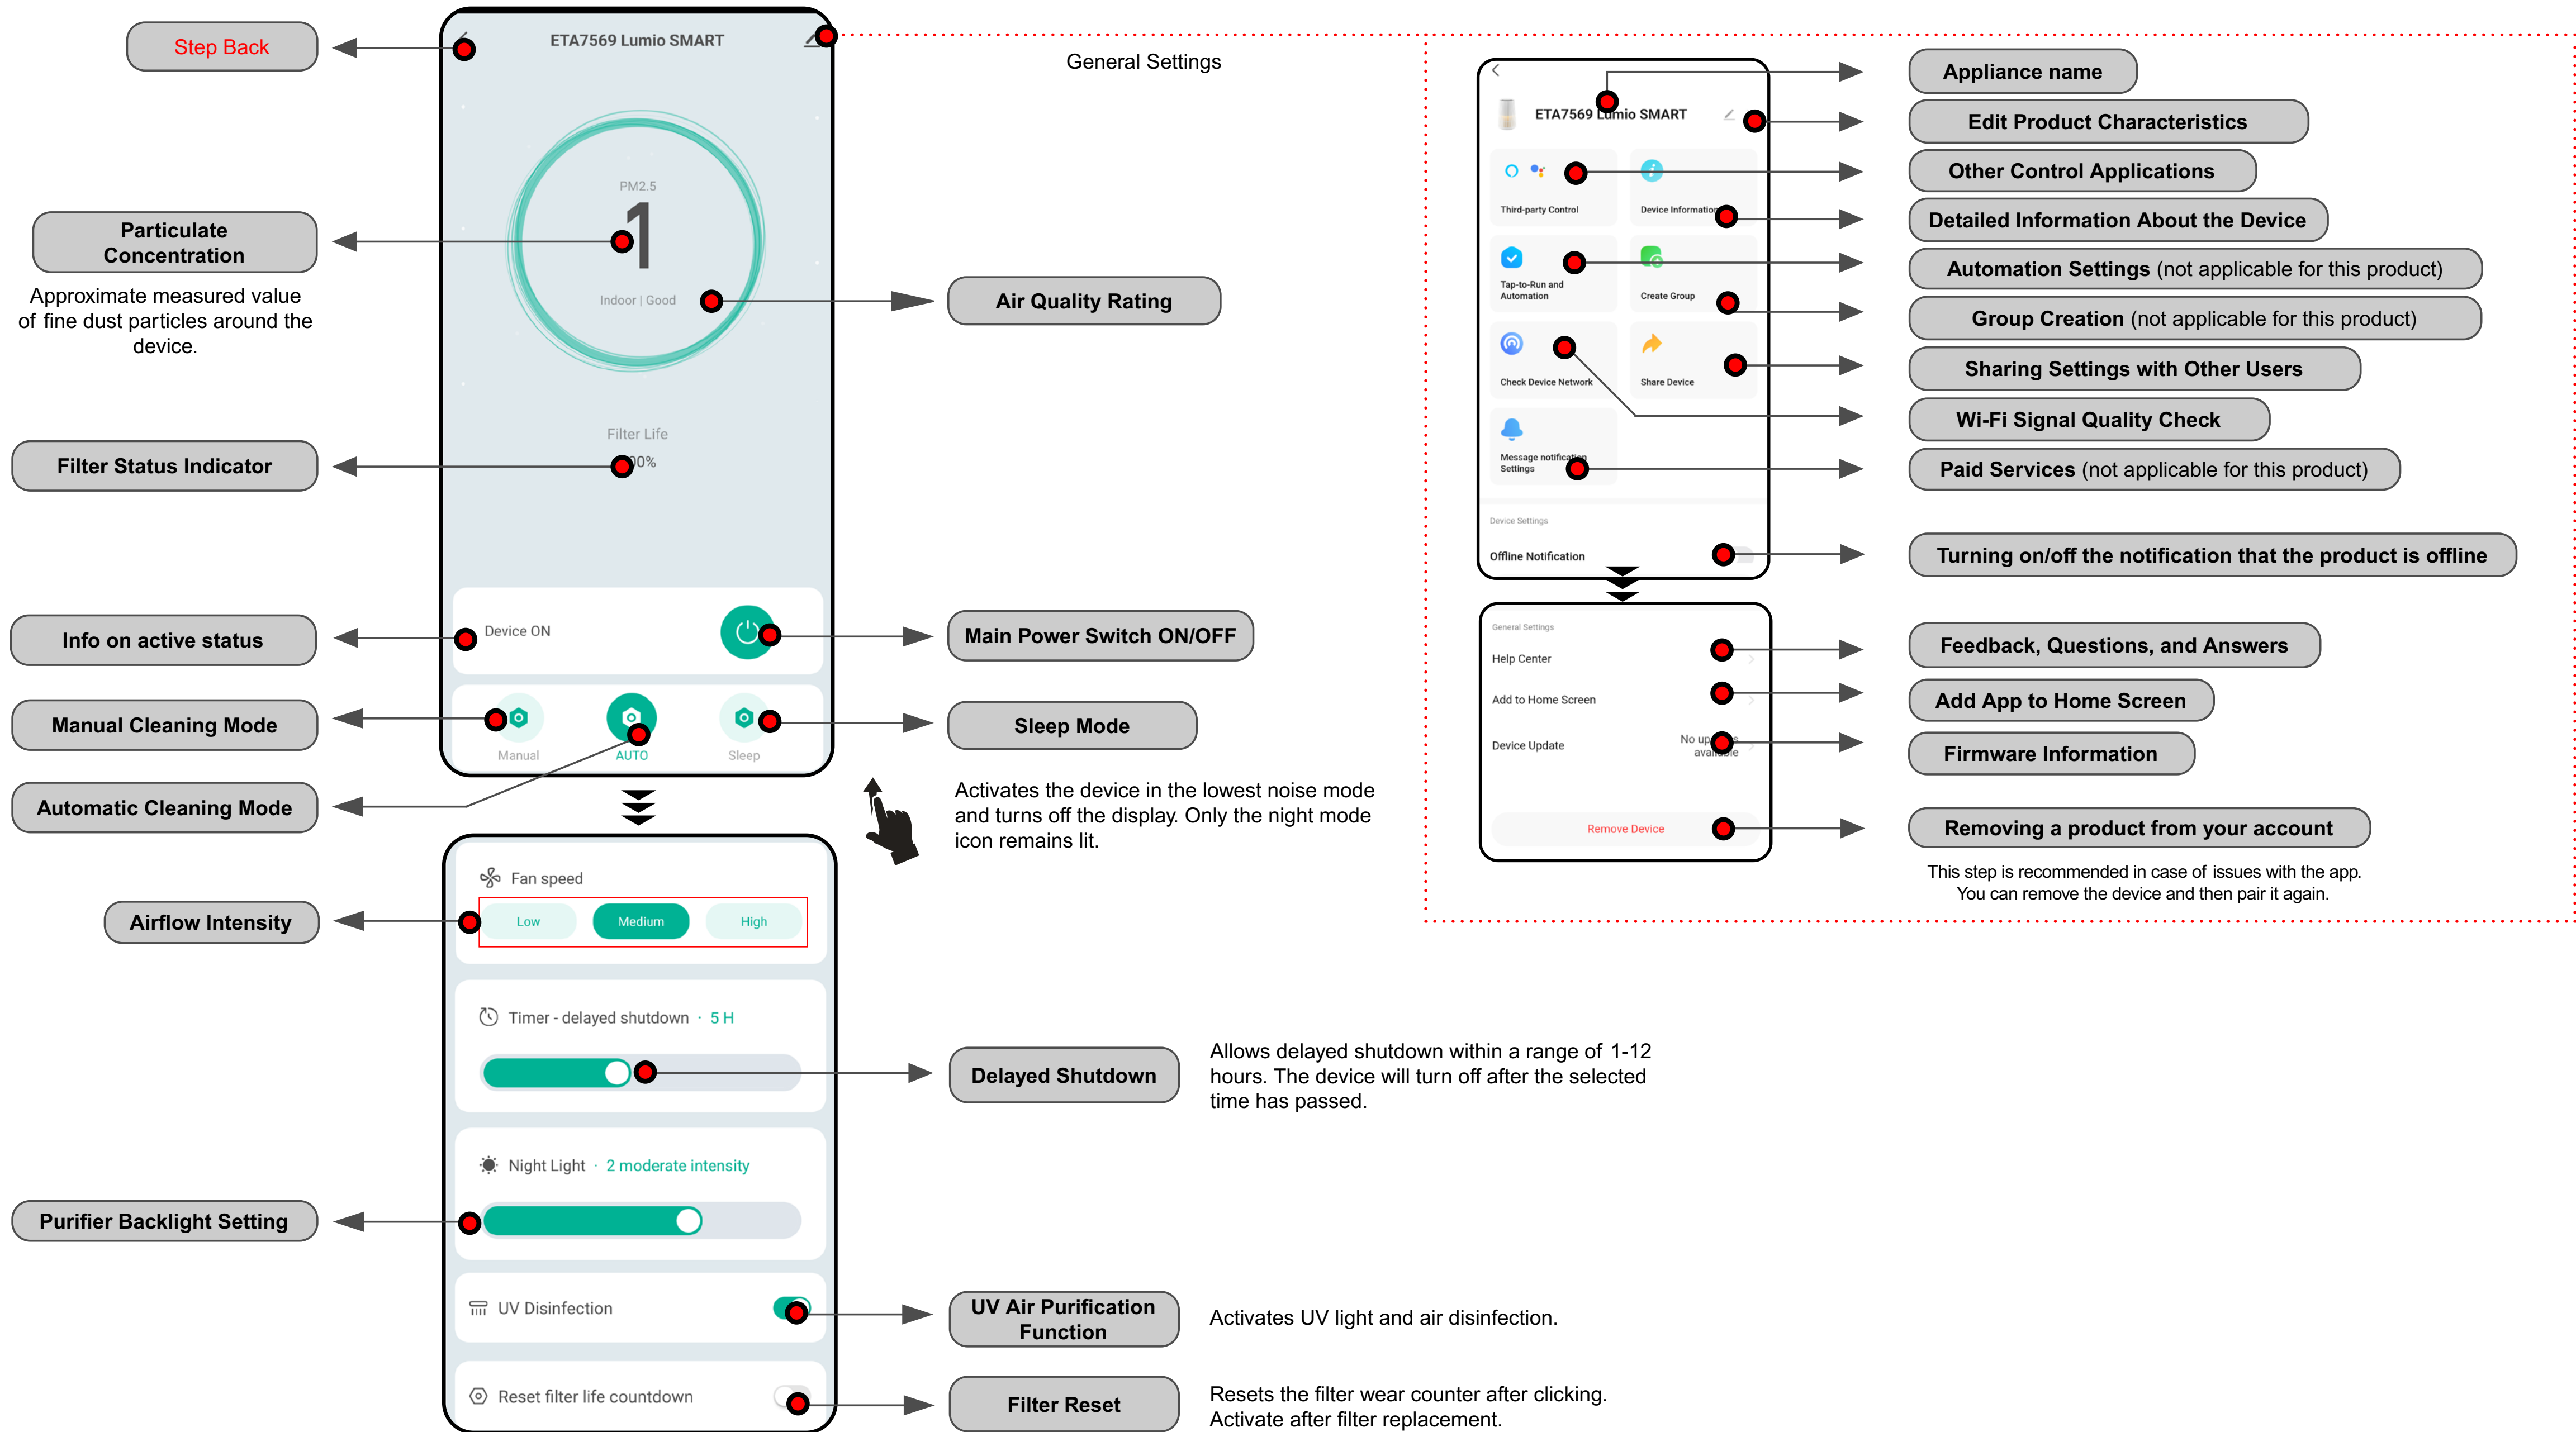 Step Back
ETA7569 Lumio SMART
General Settings
PM2.5
1
Particulate
Concentration
Approximate measured value
of fine dust particles around the
device.
Indoor | Good
Air Quality Rating
Filter Life
00%
Filter Status Indicator
Device ON
Info on active status
Main Power Switch ON/OFF
Manual Cleaning Mode
Sleep Mode
Manual
AUTO
Sleep
Automatic Cleaning Mode
Activates the device in the lowest noise mode
and turns off the display. Only the night mode
icon remains lit.
Fan speed
Airflow Intensity
Low
Medium
High
Timer - delayed shutdown · 5 H
Delayed Shutdown
Allows delayed shutdown within a range of 1-12
hours. The device will turn off after the selected
time has passed.
Night Light · 2 moderate intensity
Purifier Backlight Setting
UV Disinfection
UV Air Purification
Function
Activates UV light and air disinfection.
Reset filter life countdown
Filter Reset
Resets the filter wear counter after clicking.
Activate after filter replacement.
ETA7569 Lumio SMART
Third-party Control
Device Information
Tap-to-Run and
Automation
Create Group
Check Device Network
Share Device
Message notification
Settings
Device Settings
Offline Notification
General Settings
Help Center
Add to Home Screen
Device Update
No
available
Remove Device
Appliance name
Edit Product Characteristics
Other Control Applications
Detailed Information About the Device
Automation Settings (not applicable for this product)
Group Creation (not applicable for this product)
Sharing Settings with Other Users
Wi-Fi Signal Quality Check
Paid Services (not applicable for this product)
Turning on/off the notification that the product is offline
Feedback, Questions, and Answers
Add App to Home Screen
Firmware Information
Removing a product from your account
This step is recommended in case of issues with the app.
You can remove the device and then pair it again.